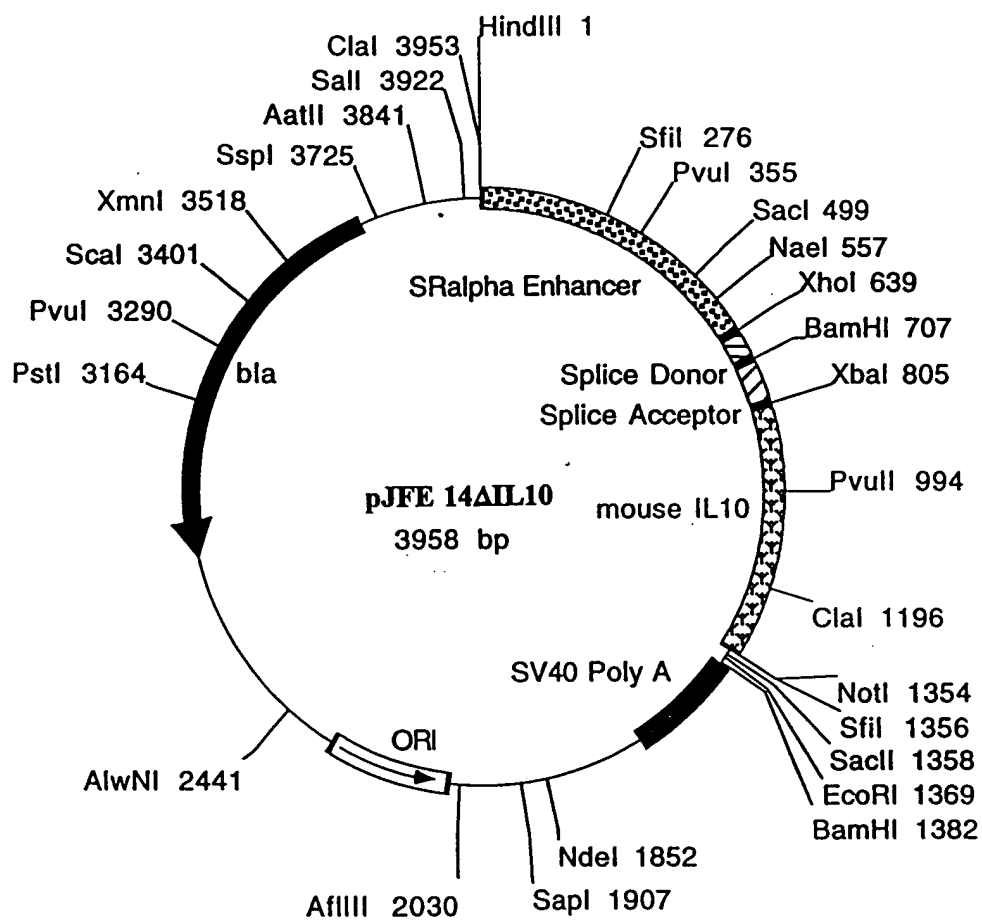 HindIII 1
ClaI 3953
SalI 3922
AatII 3841
SspI 3725
XmnI 3518
ScaI 3401
PvuI 3290
PstI 3164
SfiI 276
PvuI 355
SacI 499
NaeI 557
XhoI 639
BamHI 707
XbaI 805
PvuII 994
ClaI 1196
NotI 1354
SfiI 1356
SacII 1358
EcoRI 1369
BamHI 1382
NdeI 1852
SapI 1907
AflIII 2030
AlwNI 2441
SRalpha Enhancer
Splice Donor
Splice Acceptor
mouse IL10
SV40 Poly A
ORI
bla
pJFE 14ΔIL10
3958 bp